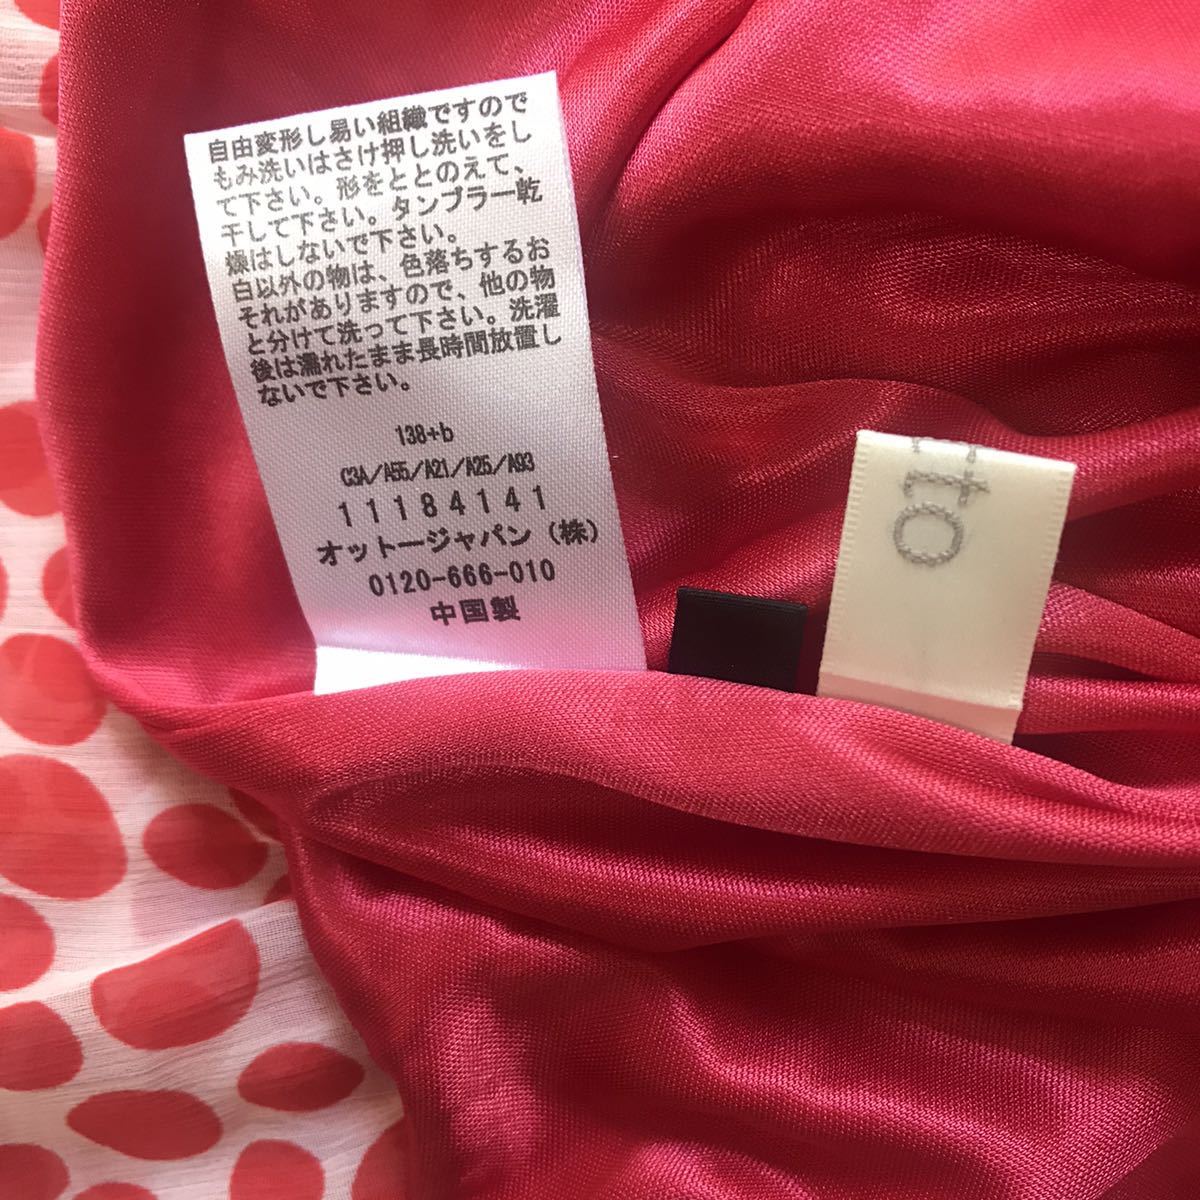 自由変形し易い組織ですので
もみ洗いはさけ押し洗いをし
て下さい。形をととのえて、
干して下さい。タンブラー乾
燥はしないで下さい。
白以外の物は、色落ちするお
それがありますので、他の物
と分けて洗って下さい。洗濯
後は濡れたまま長時間放置し
ないで下さい。
138+b
C3A/A55/A21/A25/A93
11184141
オットージャパン（株）
0120-666-010
中国製
to